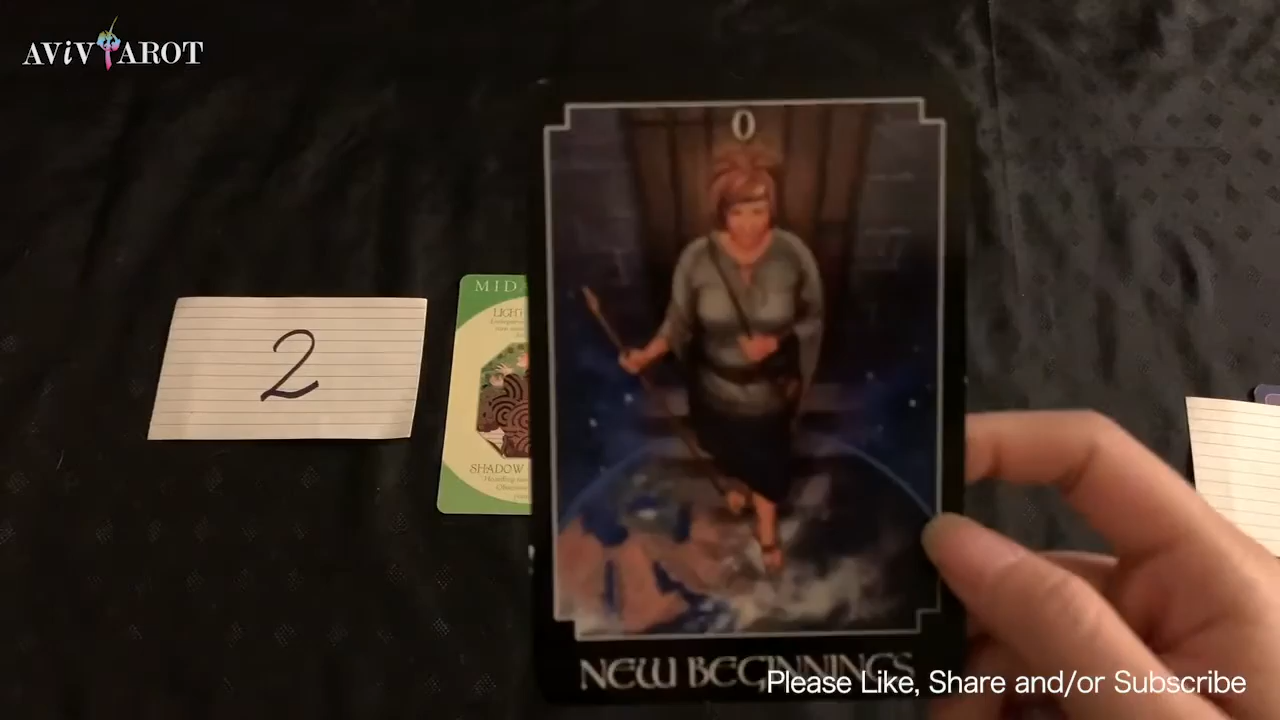 AViV TAROT
0
2
MID
LIGHT
SHADOW
NEW BEGINNINGS
Please Like, Share and/or Subscribe